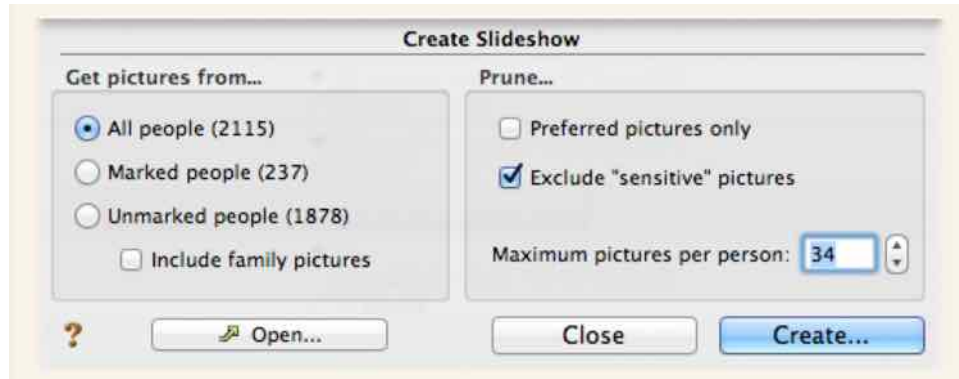 Create Slideshow
Get pictures from...
All people (2115)
Marked people (237)
Unmarked people (1878)
Include family pictures
Prune...
Preferred pictures only
Exclude "sensitive" pictures
Maximum pictures per person: 34
? Open... Close Create...